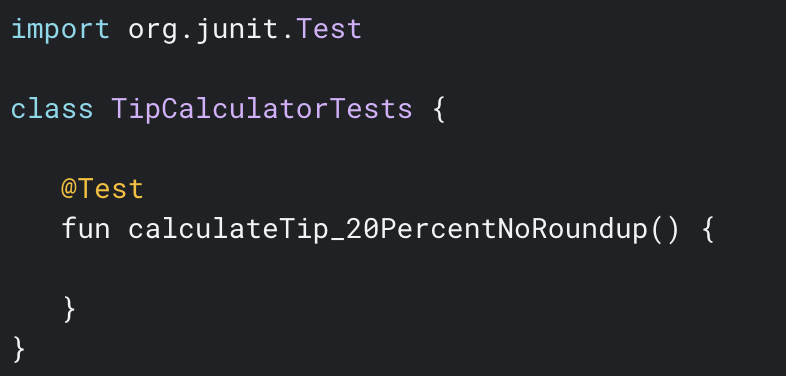 import org.junit.Test
class TipCalculatorTests {
@Test
fun calculateTip_20PercentNoRoundup() {
}
}